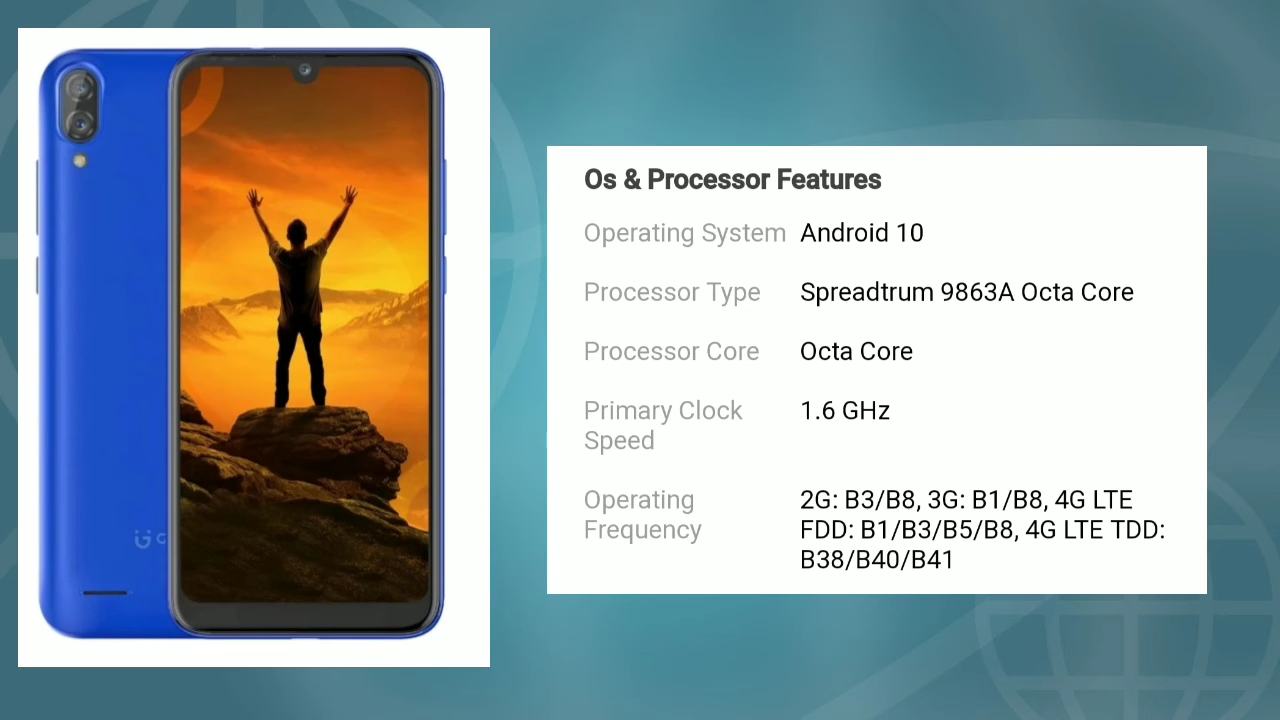 Os & Processor Features
Operating System Android 10
Processor Type Spreadtrum 9863A Octa Core
Processor Core Octa Core
Primary Clock Speed 1.6 GHz
Operating Frequency 2G: B3/B8, 3G: B1/B8, 4G LTE
FDD: B1/B3/B5/B8, 4G LTE TDD:
B38/B40/B41